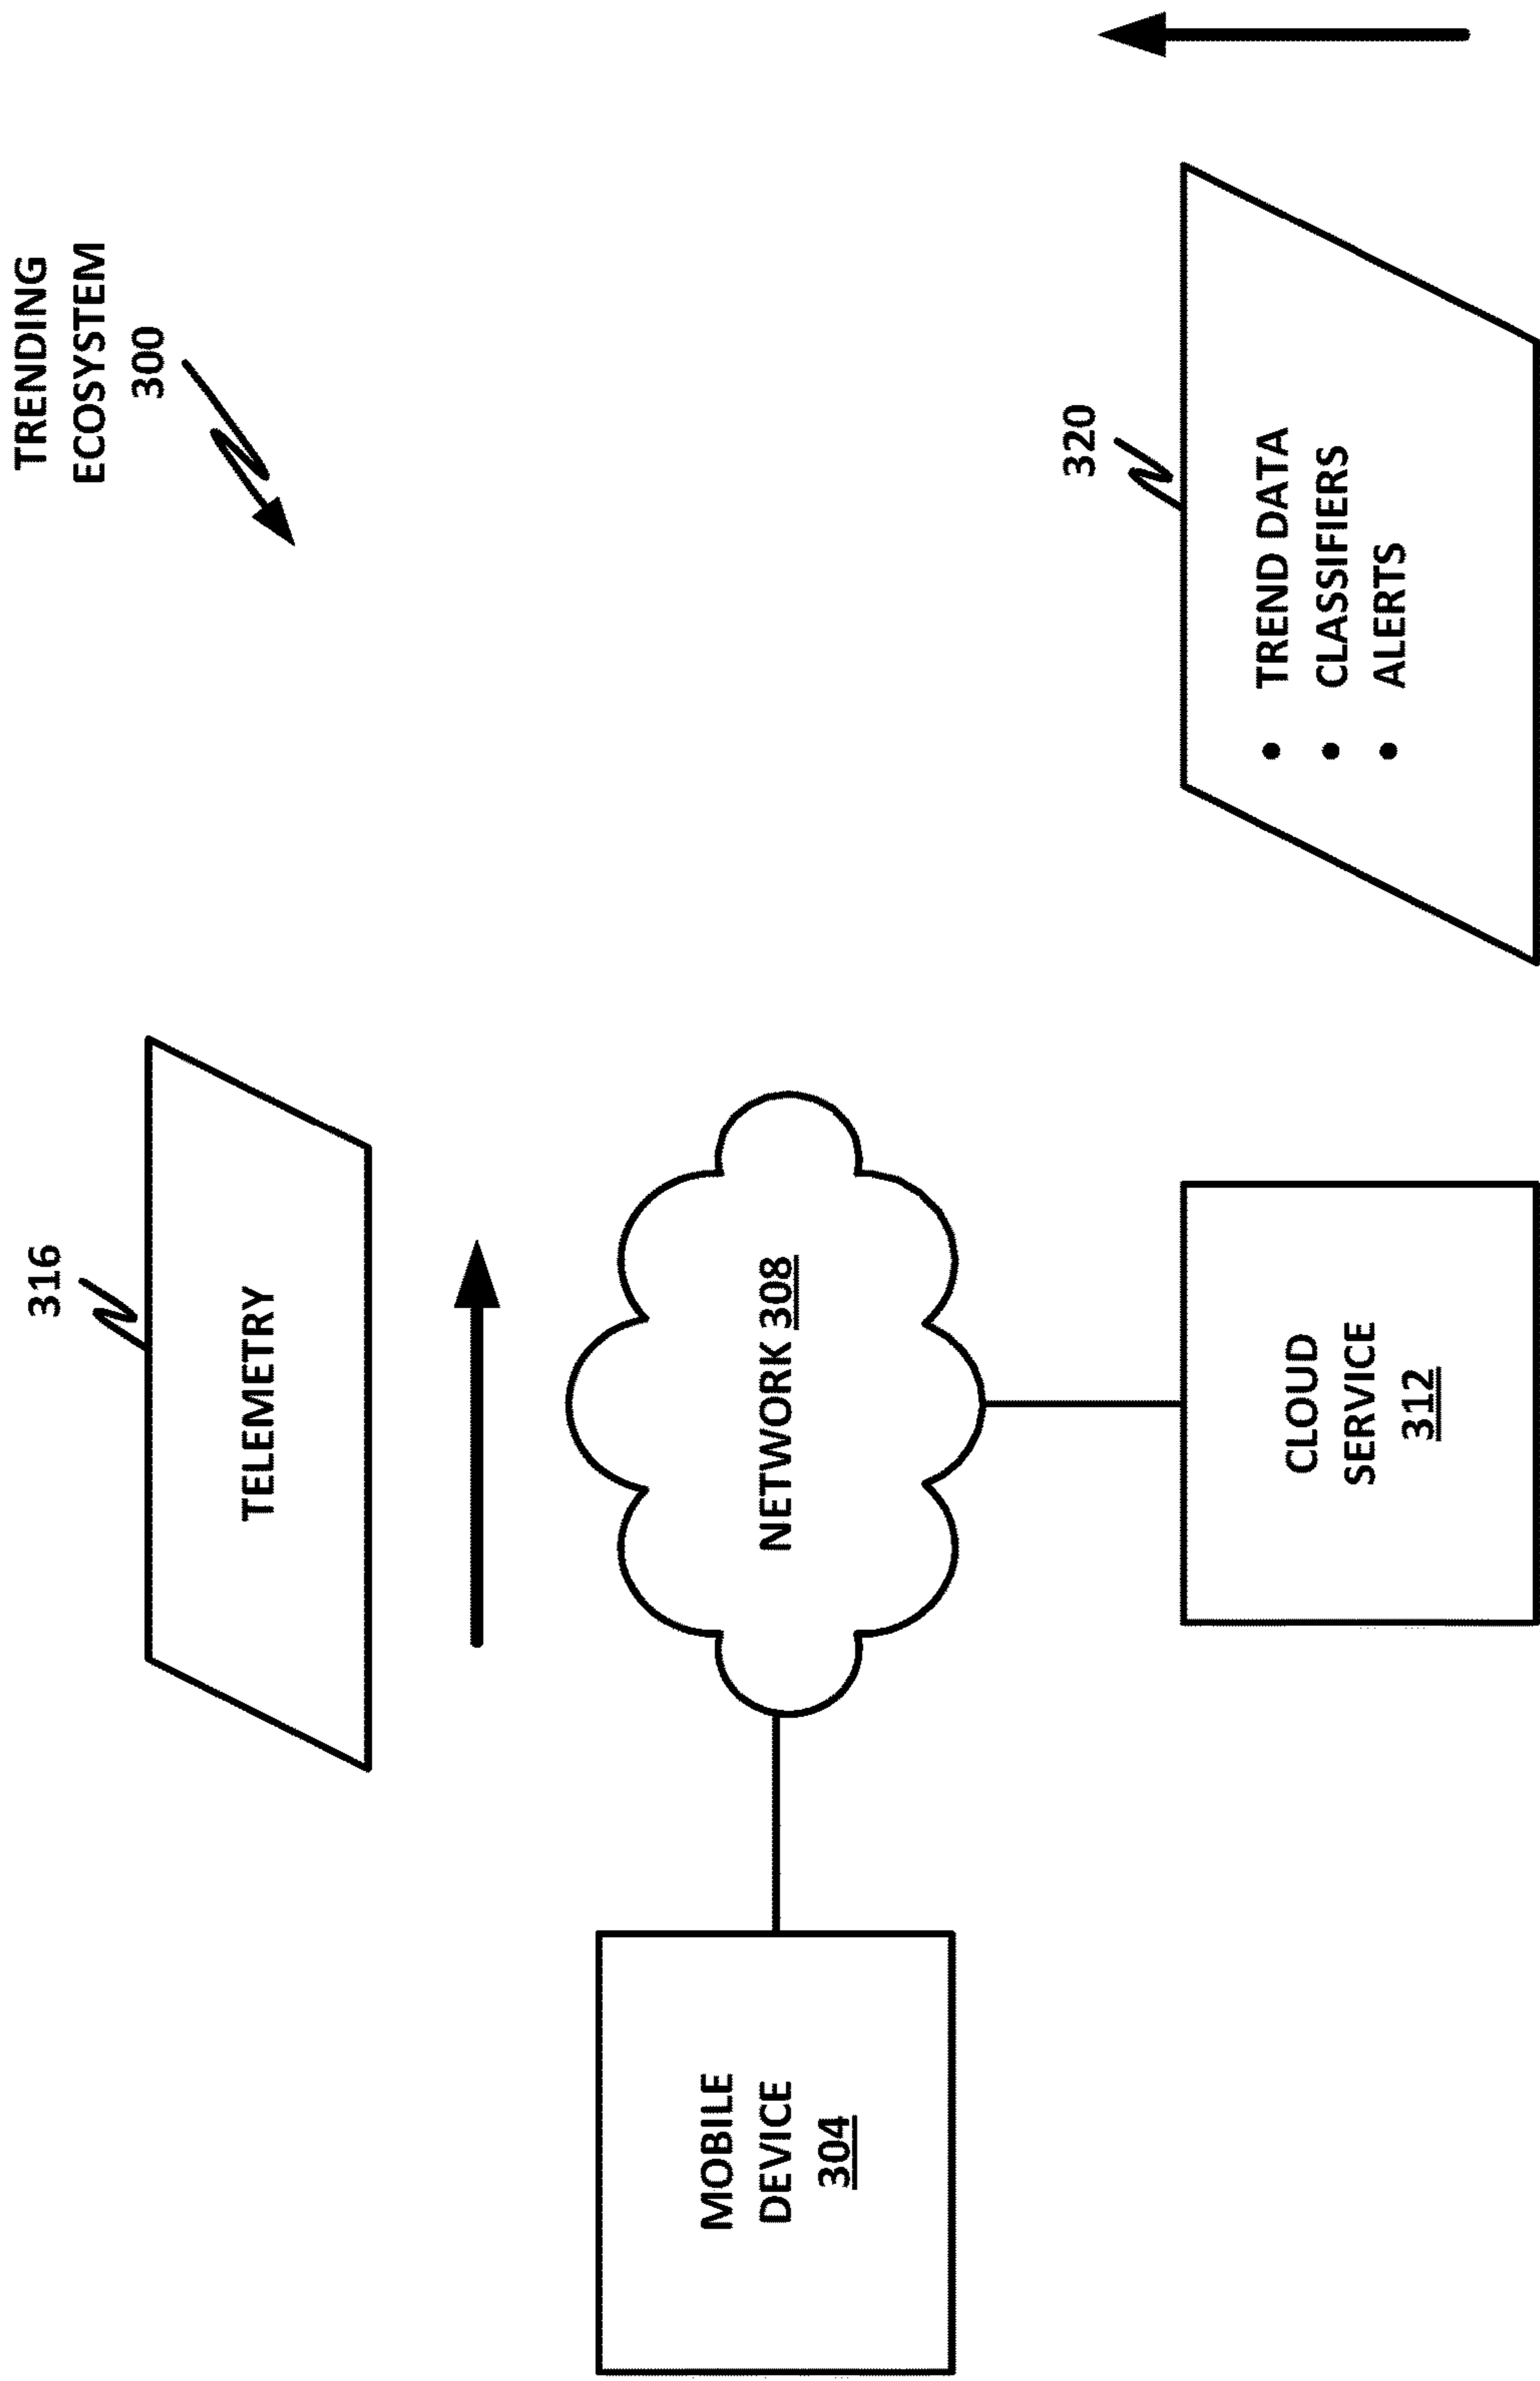 TRENDING
ECOSYSTEM
300
316
TELEMETRY
MOBILE
DEVICE
304
NETWORK 308
320
• TREND DATA
• CLASSIFIERS
• ALERTS
CLOUD
SERVICE
312